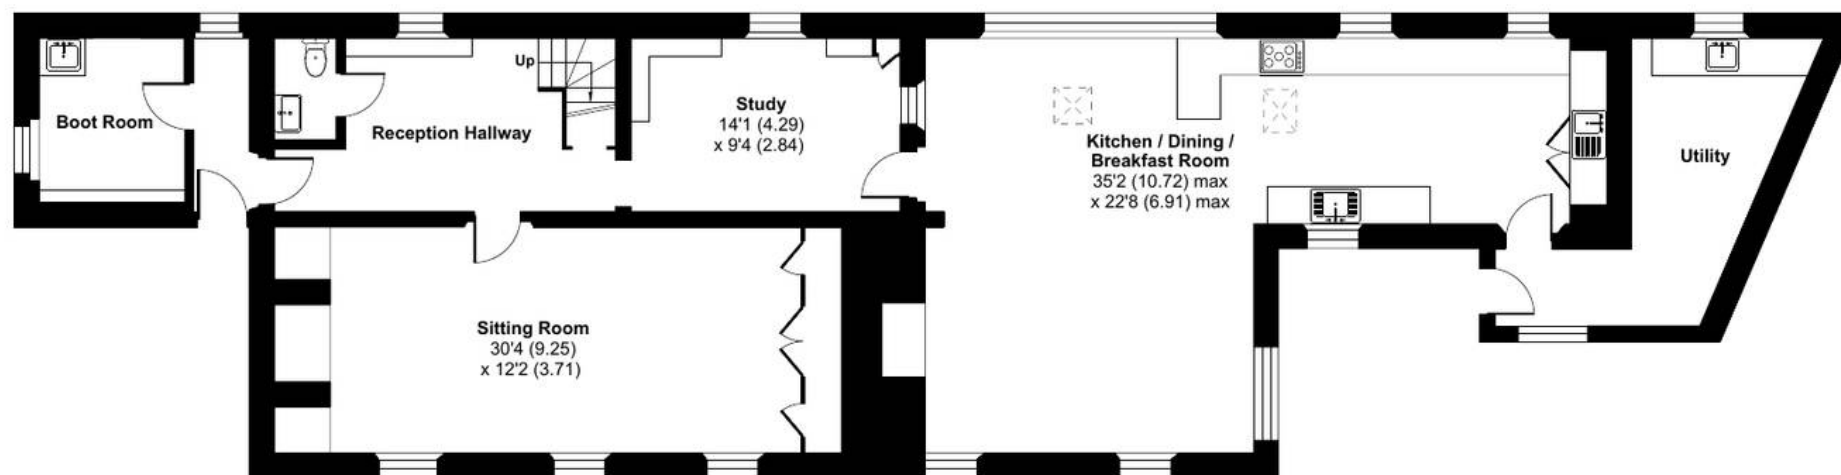 Boot Room
Reception Hallway
Up
Study
14'1 (4.29)
x 9'4 (2.84)
Kitchen / Dining /
Breakfast Room
35'2 (10.72) max
x 22'8 (6.91) max
Utility
Sitting Room
30'4 (9.25)
x 12'2 (3.71)